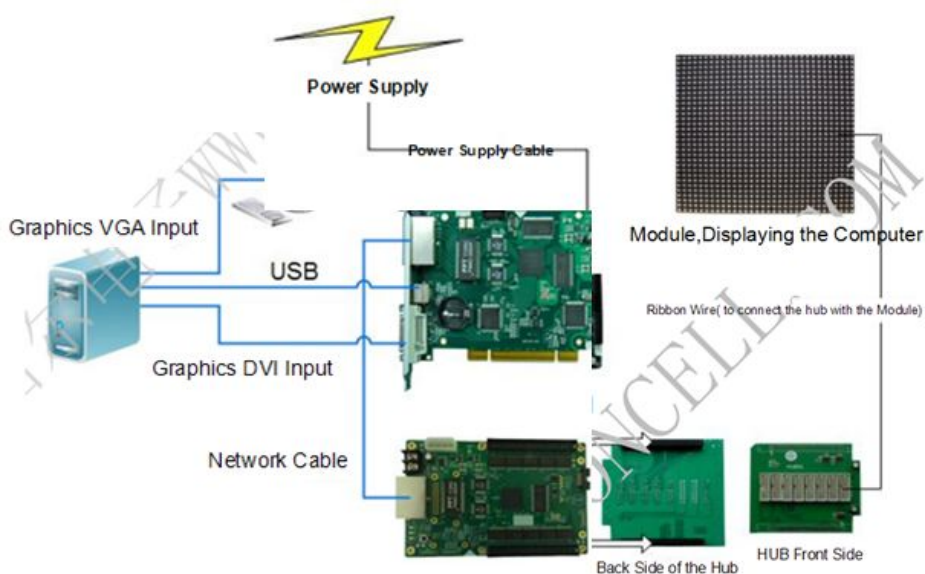 Power Supply
Power Supply Cable
Graphics VGA Input
Module,Displaying the Computer
USB
Ribbon Wire( to connect the hub with the Module)
Graphics DVI Input
Network Cable
HUB Front Side
Back Side of the Hub